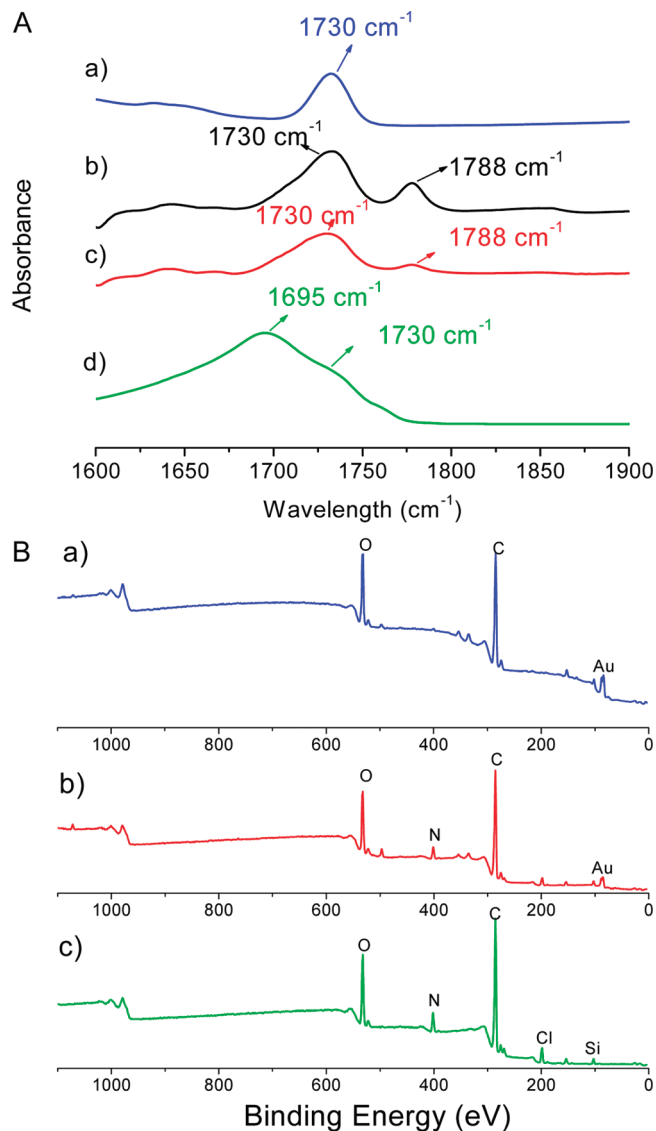 A
1730 cm⁻¹
a)
1730 cm⁻¹
b)
1788 cm⁻¹
1730 cm⁻¹
1788 cm⁻¹
c)
1695 cm⁻¹
1730 cm⁻¹
d)
Absorbance
1600 1650 1700 1750 1800 1850 1900
Wavelength (cm⁻¹)
B
a)
O
C
Au
1000 800 600 400 200 0
b)
O
C
N
Au
1000 800 600 400 200 0
c)
O
C
N
Cl
Si
1000 800 600 400 200 0
Binding Energy (eV)